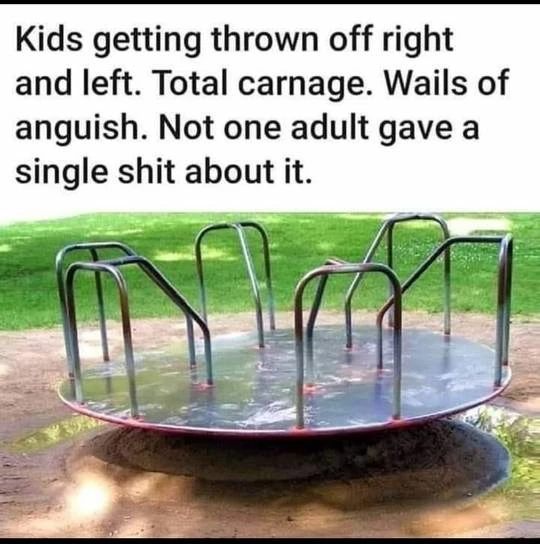 Kids getting thrown off right
and left. Total carnage. Wails of
anguish. Not one adult gave a
single shit about it.